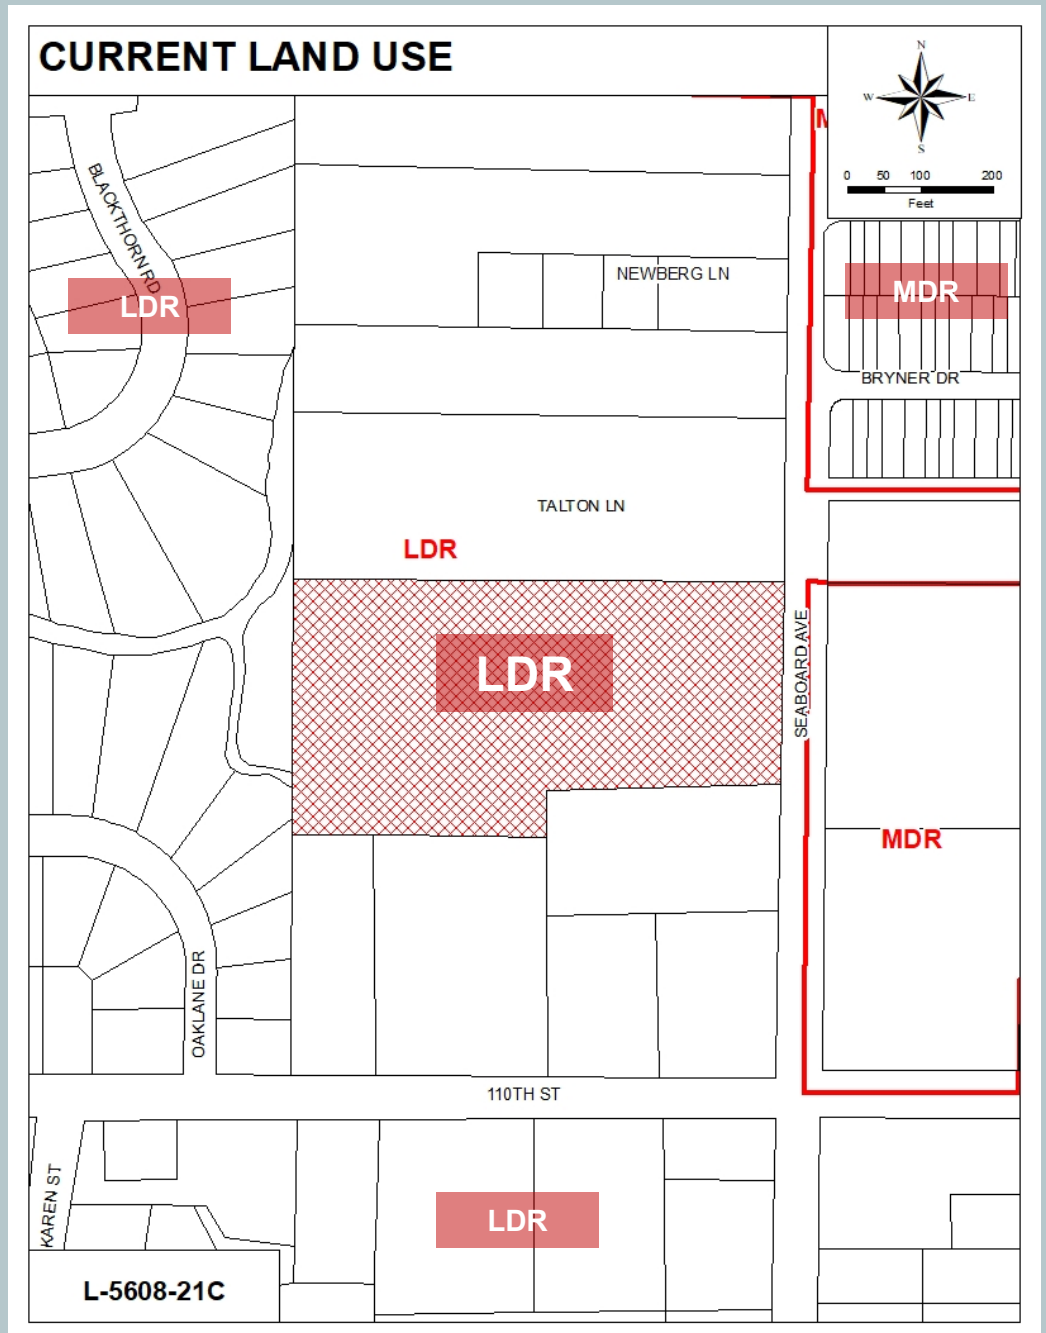 CURRENT LAND USE
N
W E
S
0 50 100 200
Feet
BLACKTHORN RD
NEWBERG LN
LDR
MDR
BRYNER DR
TALTON LN
LDR
LDR
SEABOARD AVE
MDR
OAKLANE DR
110TH ST
KAREN ST
LDR
L-5608-21C